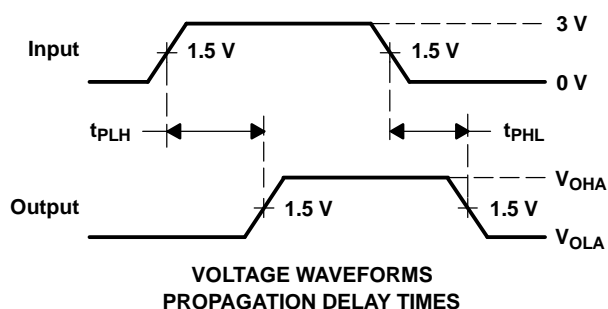 3 V
Input 1.5 V 1.5 V
0 V
tPLH tPHL
VOHA
Output 1.5 V 1.5 V
VOLA
VOLTAGE WAVEFORMS
PROPAGATION DELAY TIMES